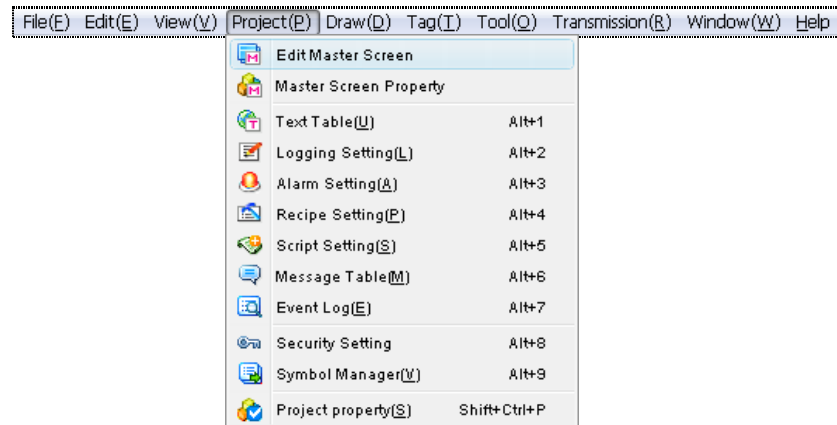 File(F) Edit(E) View(V) Project(P) Draw(D) Tag(T) Tool(O) Transmission(R) Window(W) Help
Edit Master Screen
Master Screen Property
Text Table(U) Alt+1
Logging Setting(L) Alt+2
Alarm Setting(A) Alt+3
Recipe Setting(P) Alt+4
Script Setting(S) Alt+5
Message Table(M) Alt+6
Event Log(E) Alt+7
Security Setting Alt+8
Symbol Manager(V) Alt+9
Project property(S) Shift+Ctrl+P